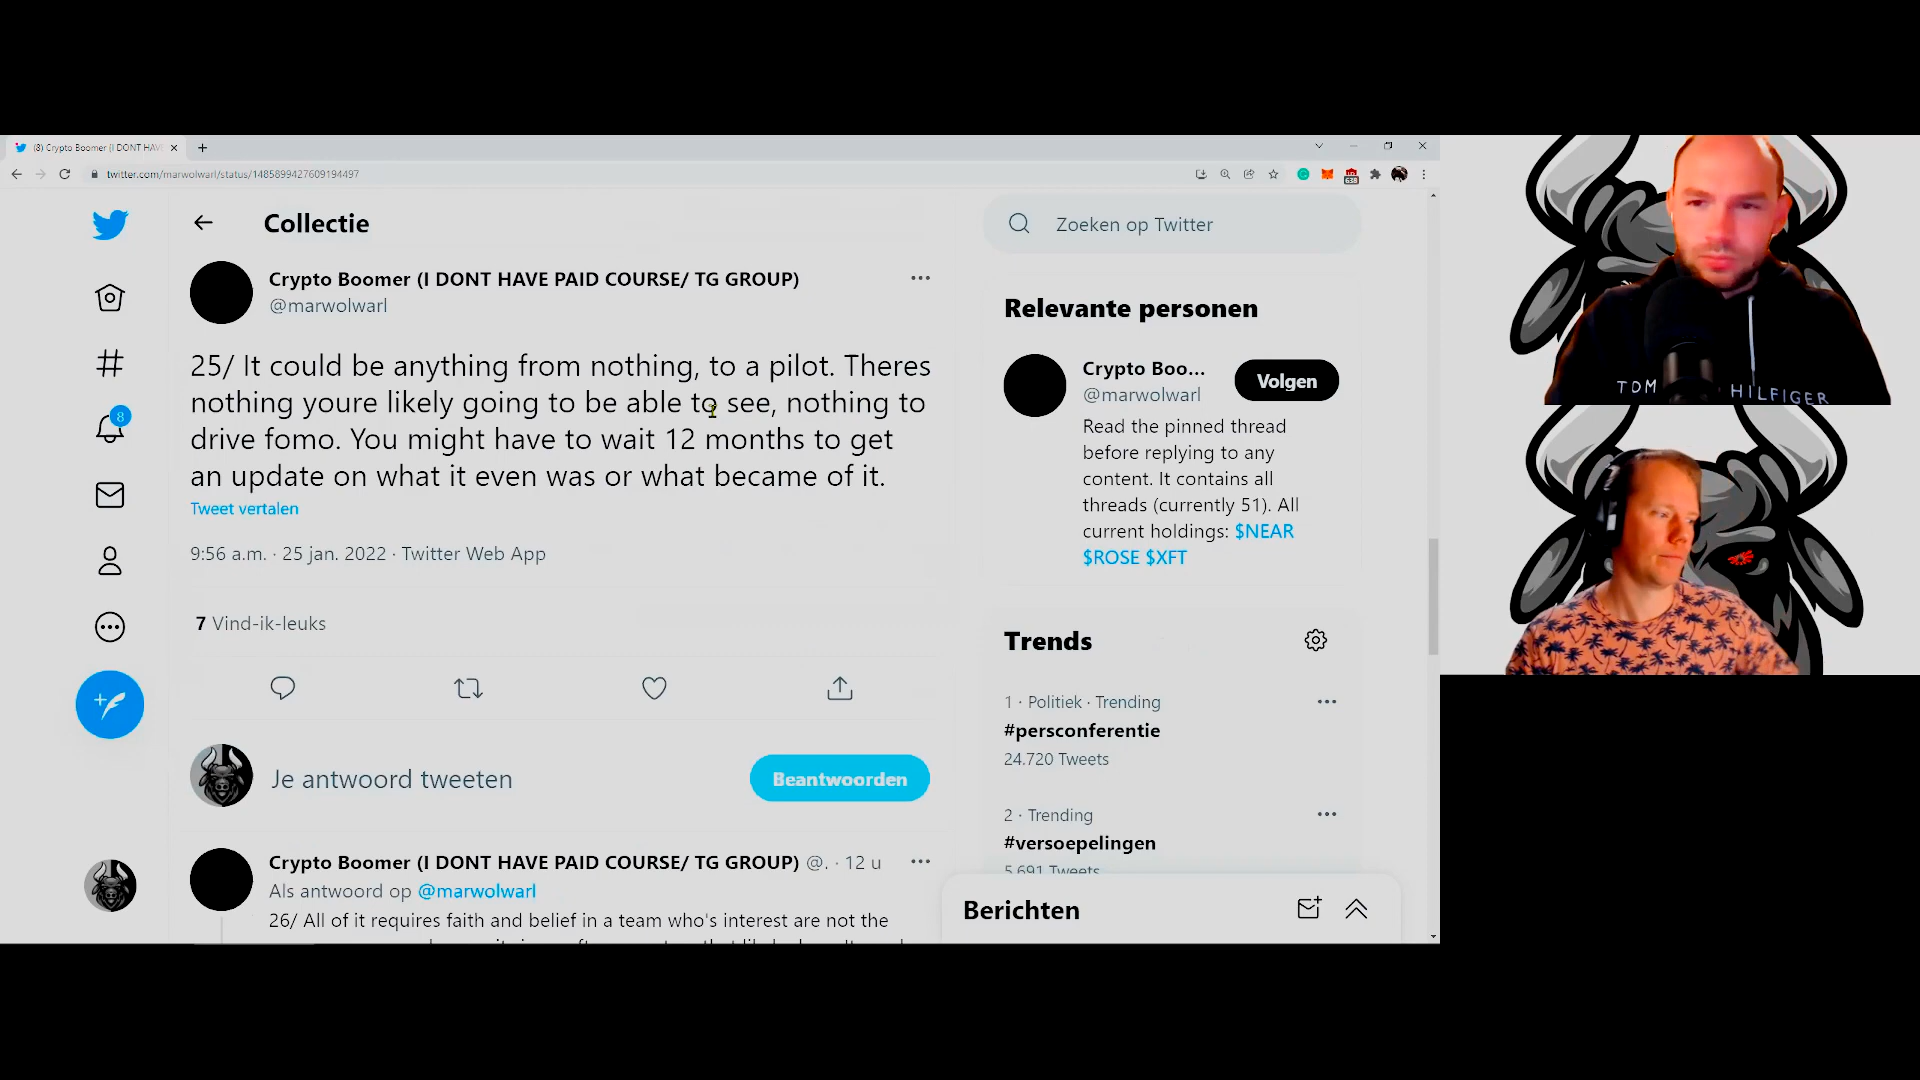 (8) Crypto Boomer (I DONT HAVE
twitter.com/marwolwarl/status/1485899427609194497
Collectie
Zoeken op Twitter
Crypto Boomer (I DONT HAVE PAID COURSE/ TG GROUP)
@marwolwarl
25/ It could be anything from nothing, to a pilot. Theres
nothing youre likely going to be able to see, nothing to
drive fomo. You might have to wait 12 months to get
an update on what it even was or what became of it.
Tweet vertalen
9:56 a.m. · 25 jan. 2022 · Twitter Web App
7 Vind-ik-leuks
8
Je antwoord tweeten
Beantwoorden
Crypto Boomer (I DONT HAVE PAID COURSE/ TG GROUP) @. · 12 u
Als antwoord op @marwolwarl
26/ All of it requires faith and belief in a team who's interest are not the
Relevante personen
Crypto Boo...
@marwolwarl
Volgen
Read the pinned thread
before replying to any
content. It contains all
threads (currently 51). All
current holdings: $NEAR
$ROSE $XFT
Trends
1 · Politiek · Trending
#persconferentie
24.720 Tweets
2 · Trending
#versoepelingen
5.691 Tweets
Berichten
TOM HILFIGER